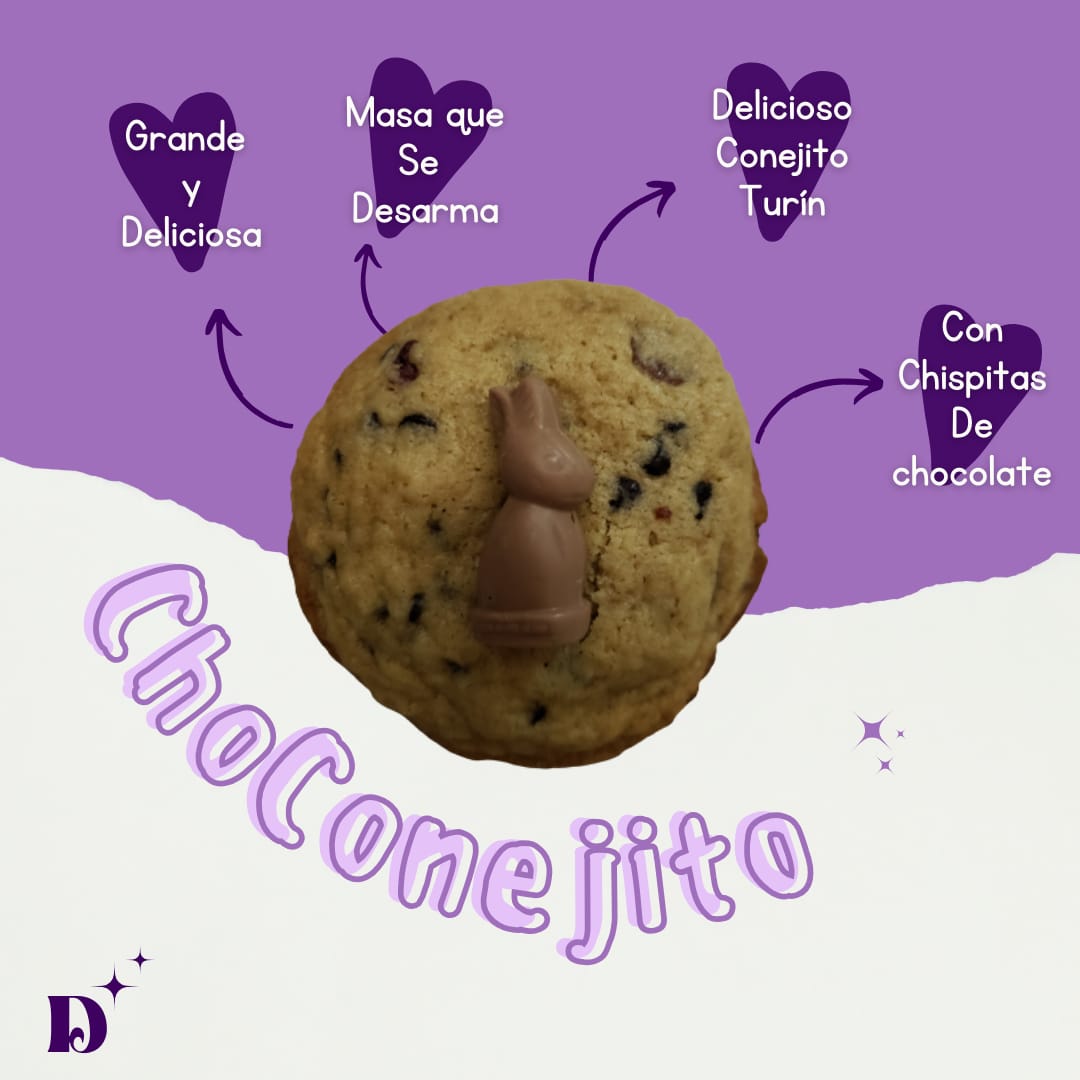 Grande
y
Deliciosa
Masa que
Se
Desarma
Delicioso
Conejito
Turín
Con
Chispitas
De
chocolate
ChoConejito
D